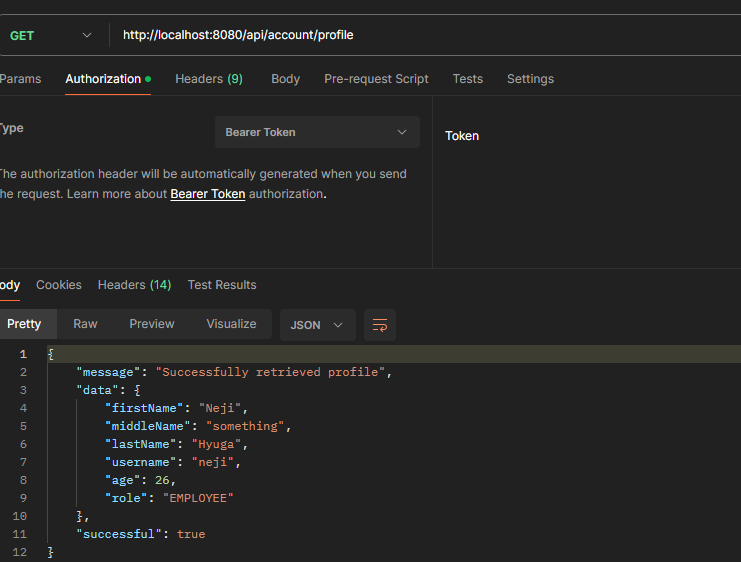 GET http://localhost:8080/api/account/profile
Params Authorization Headers (9) Body Pre-request Script Tests Settings
Type Bearer Token Token
The authorization header will be automatically generated when you send
the request. Learn more about Bearer Token authorization.
Body Cookies Headers (14) Test Results
Pretty Raw Preview Visualize JSON
1 {
2 "message": "Successfully retrieved profile",
3 "data": {
4 "firstName": "Neji",
5 "middleName": "something",
6 "lastName": "Hyuga",
7 "username": "neji",
8 "age": 26,
9 "role": "EMPLOYEE"
10 },
11 "successful": true
12 }